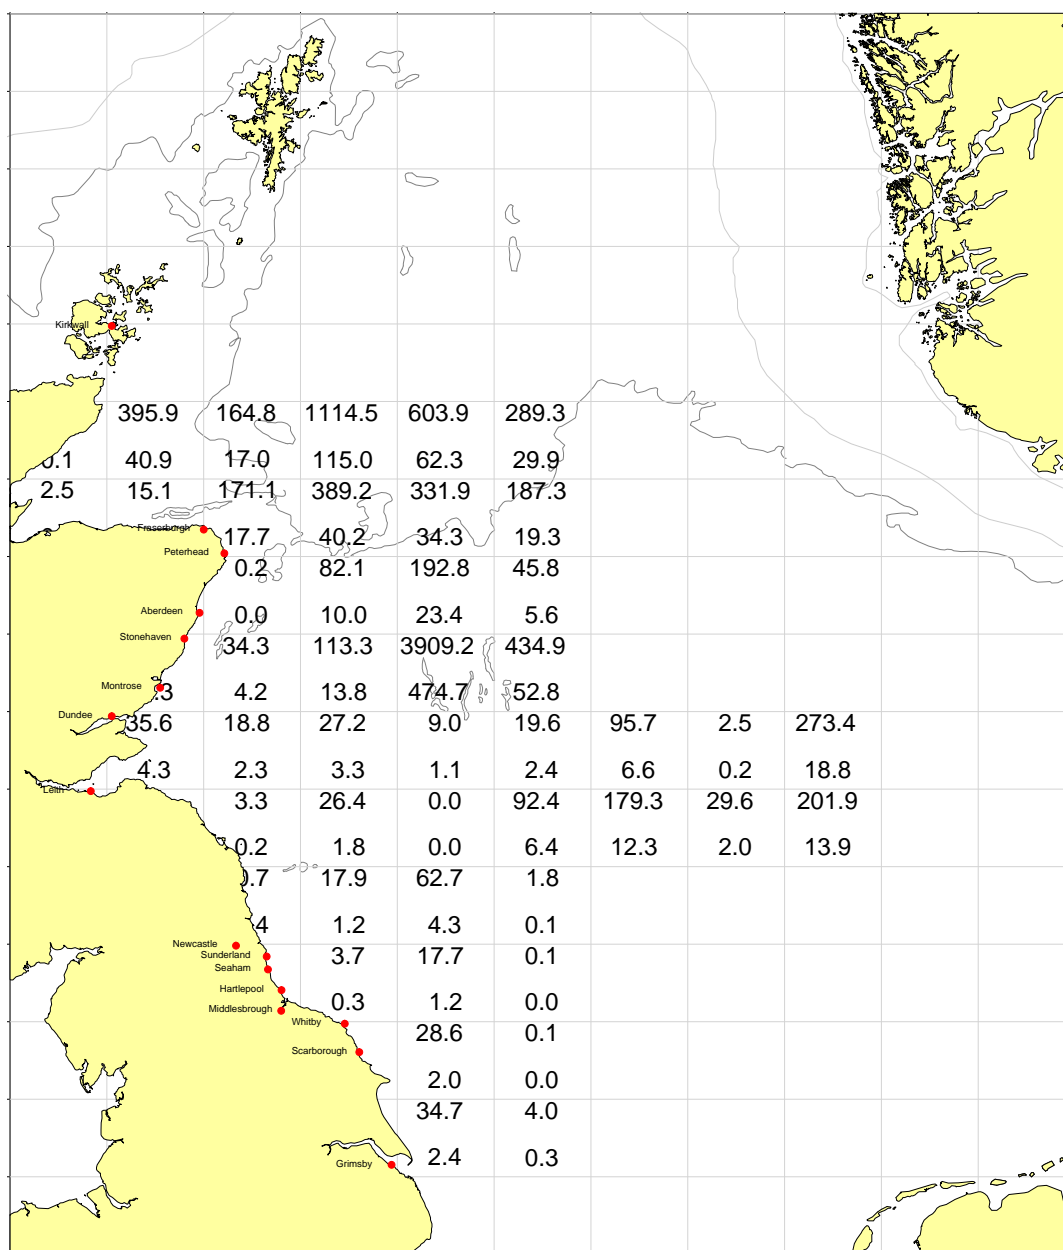 Kirkwall
395.9 164.8 1114.5 603.9 289.3
0.1 40.9 17.0 115.0 62.3 29.9
2.5 15.1 171.1 389.2 331.9 187.3
Fraserburgh
17.7 40.2 34.3 19.3
Peterhead
0.2 82.1 192.8 45.8
Aberdeen
0.0 10.0 23.4 5.6
Stonehaven
34.3 113.3 3909.2 434.9
Montrose
.3 4.2 13.8 474.7 52.8
Dundee
35.6 18.8 27.2 9.0 19.6 95.7 2.5 273.4
4.3 2.3 3.3 1.1 2.4 6.6 0.2 18.8
Leith
3.3 26.4 0.0 92.4 179.3 29.6 201.9
0.2 1.8 0.0 6.4 12.3 2.0 13.9
.7 17.9 62.7 1.8
4 1.2 4.3 0.1
Newcastle
Sunderland
3.7 17.7 0.1
Seaham
Hartlepool
0.3 1.2 0.0
Middlesbrough
Whitby
28.6 0.1
Scarborough
2.0 0.0
34.7 4.0
2.4 0.3
Grimsby